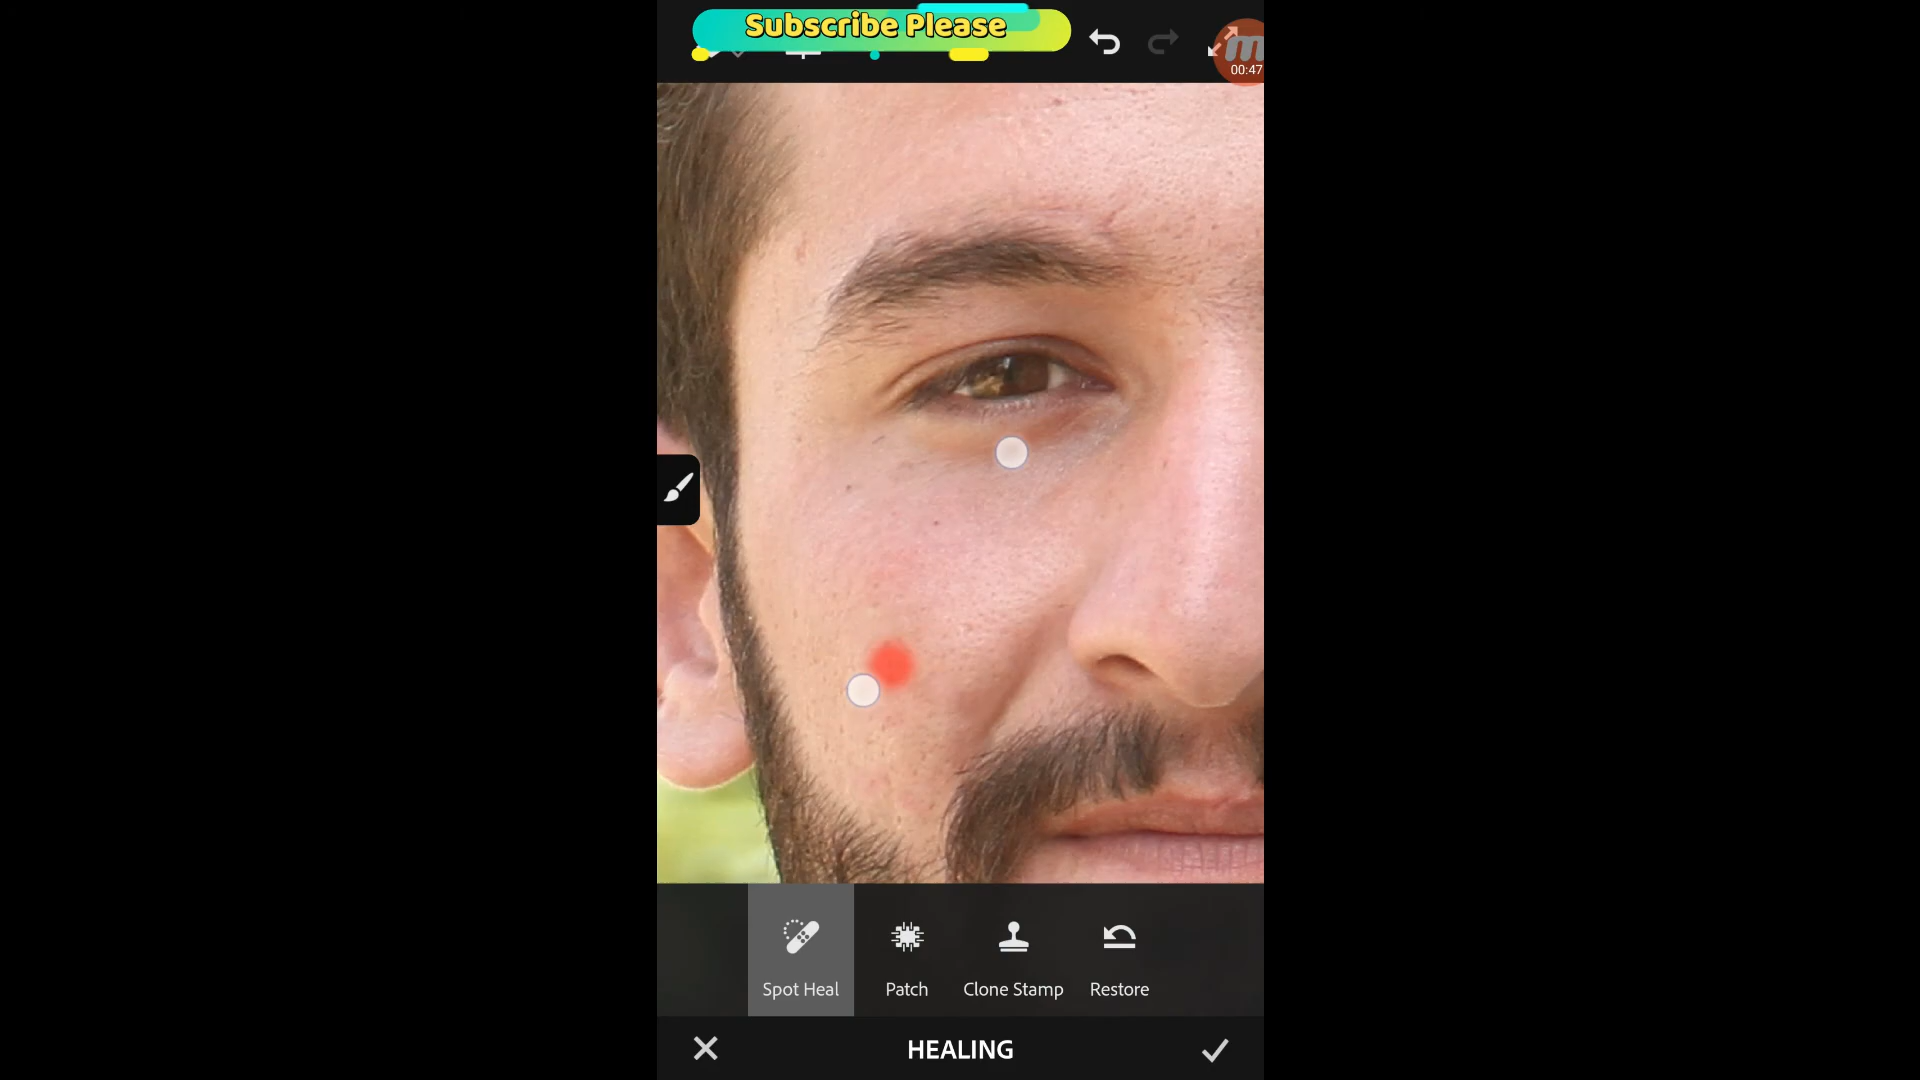 Subscribe Please
m
00:47
Spot Heal
Patch
Clone Stamp
Restore
HEALING